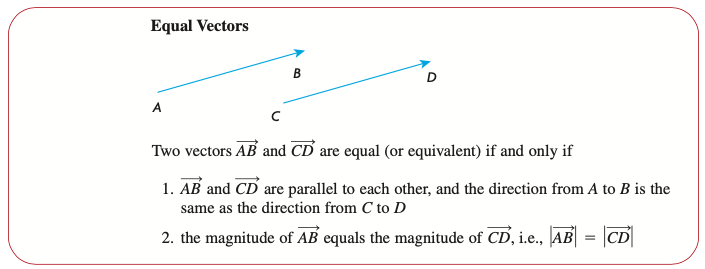 Equal Vectors
B
D
A
C
Two vectors $\overrightarrow{AB}$ and $\overrightarrow{CD}$ are equal (or equivalent) if and only if
1. $\overrightarrow{AB}$ and $\overrightarrow{CD}$ are parallel to each other, and the direction from A to B is the
same as the direction from C to D
2. the magnitude of $\overrightarrow{AB}$ equals the magnitude of $\overrightarrow{CD}$, i.e., $|\overrightarrow{AB}| = |\overrightarrow{CD}|$